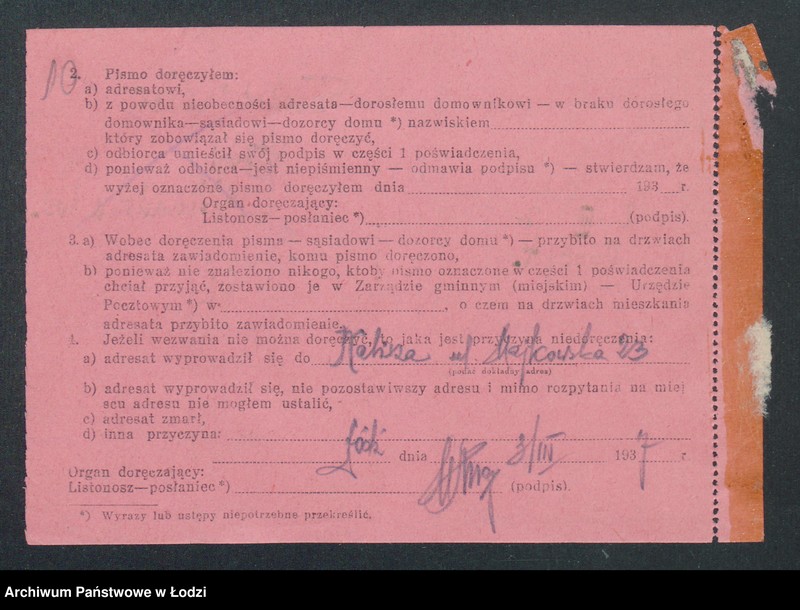 10
2. Pismo doręczyłem:
a) adresatowi,
b) z powodu nieobecności adresata—dorosłemu domownikowi — w braku dorosłego
domownika—sąsiadowi—dozorcy domu *) nazwiskiem
który zobowiązał się pismo doręczyć,
c) odbiorca umieścił swój podpis w części 1 poświadczenia,
d) ponieważ odbiorca—jest niepiśmienny — odmawia podpisu *) — stwierdzam, że
wyżej oznaczone pismo doręczyłem dnia 193 r.
Organ doręczający:
Listonosz—posłaniec *) (podpis).
3. a) Wobec doręczenia pisma — sąsiadowi — dozorcy domu *) — przybito na drzwiach
adresata zawiadomienie, komu pismo doręczono,
b) ponieważ nie znaleziono nikogo, ktoby pismo oznaczone w części 1 poświadczenia
chciał przyjąć, zostawiono je w Zarządzie gminnym (miejskim) — Urzędzie
Pocztowym *) w , o czem na drzwiach mieszkania
adresata przybito zawiadomienie.
4. Jeżeli wezwania nie można doręczyć, to jaka jest przyczyna niedoręczenia:
a) adresat wyprowadził się do Kalisza ul Majkowska 23
(podać dokładny adres)
b) adresat wyprowadził się, nie pozostawiwszy adresu i mimo rozpytania na miej
scu adresu nie mogłem ustalić,
c) adresat zmarł,
d) inna przyczyna:
Łódź dnia 3/III 1937 r.
Organ doręczający:
Listonosz—posłaniec *) (podpis).
*) Wyrazy lub ustępy niepotrzebne przekreślić.
Archiwum Państwowe w Łodzi